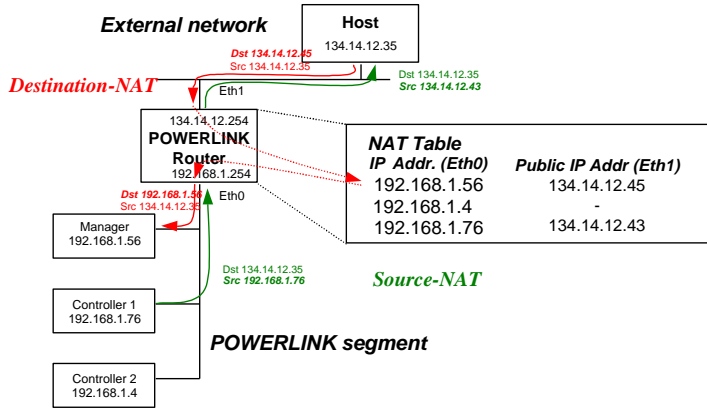 External network
Host
134.14.12.35
Dst 134.14.12.45
Src 134.14.12.35
Dst 134.14.12.35
Src 134.14.12.43
Destination-NAT
Eth1
134.14.12.254
POWERLINK
Router
192.168.1.254
NAT Table
IP Addr. (Eth0) Public IP Addr (Eth1)
192.168.1.56 134.14.12.45
192.168.1.4 -
192.168.1.76 134.14.12.43
Dst 192.168.1.56
Src 134.14.12.35
Eth0
Manager
192.168.1.56
Dst 134.14.12.35
Src 192.168.1.76
Source-NAT
Controller 1
192.168.1.76
POWERLINK segment
Controller 2
192.168.1.4